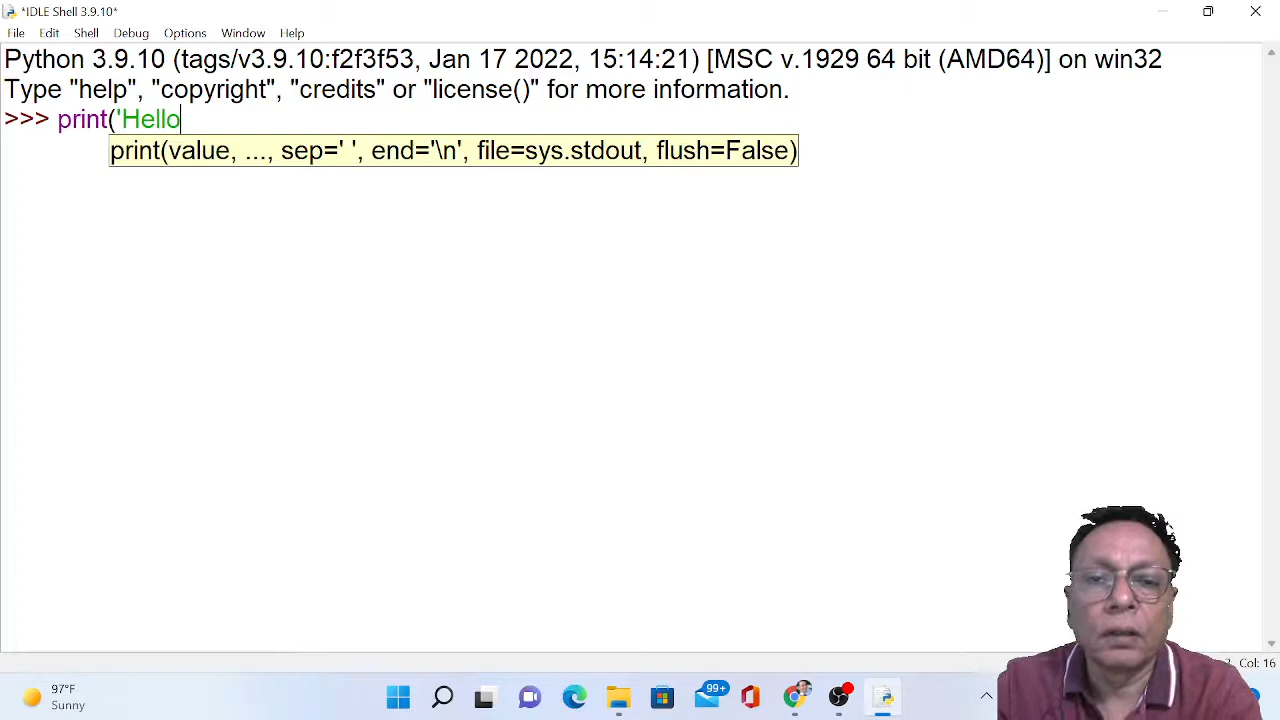 *IDLE Shell 3.9.10*
File Edit Shell Debug Options Window Help
Python 3.9.10 (tags/v3.9.10:f2f3f53, Jan 17 2022, 15:14:21) [MSC v.1929 64 bit (AMD64)] on win32
Type "help", "copyright", "credits" or "license()" for more information.
>>> print('Hello
print(value, ..., sep=' ', end='\n', file=sys.stdout, flush=False)
Col: 16
97°F
Sunny
99+